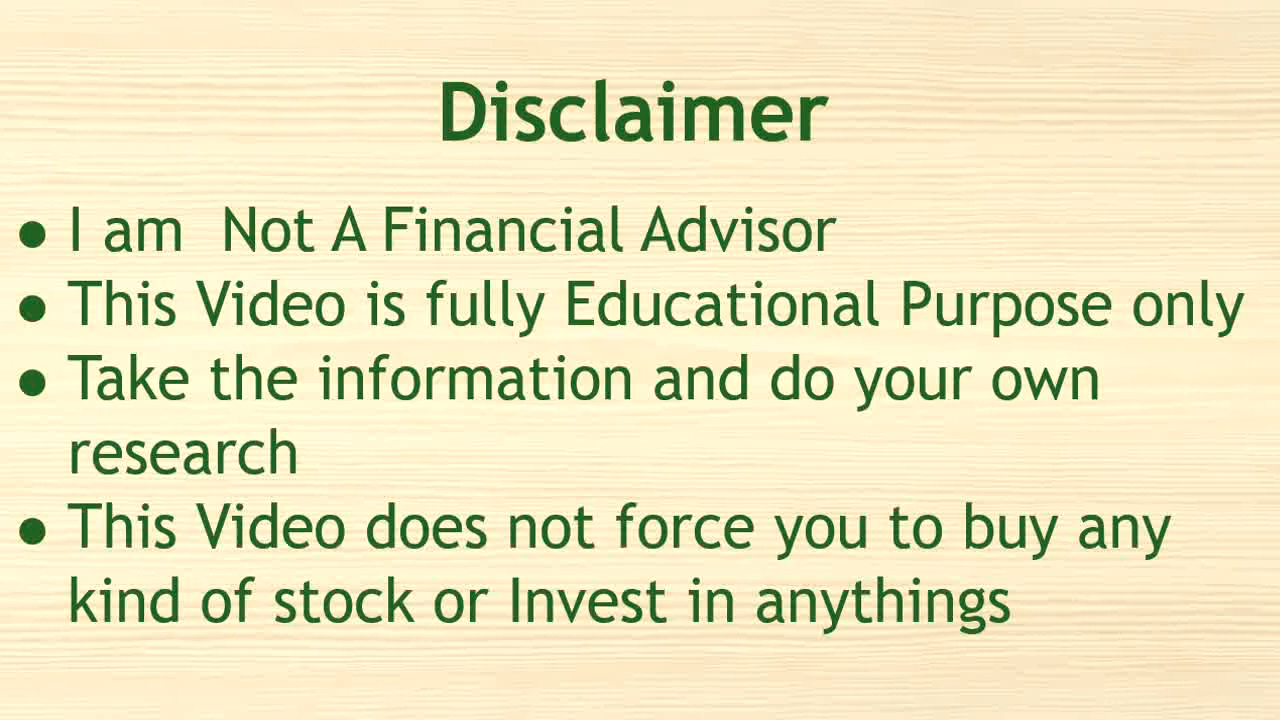 Disclaimer
● I am  Not A Financial Advisor
● This Video is fully Educational Purpose only
● Take the information and do your own
research
● This Video does not force you to buy any
kind of stock or Invest in anythings